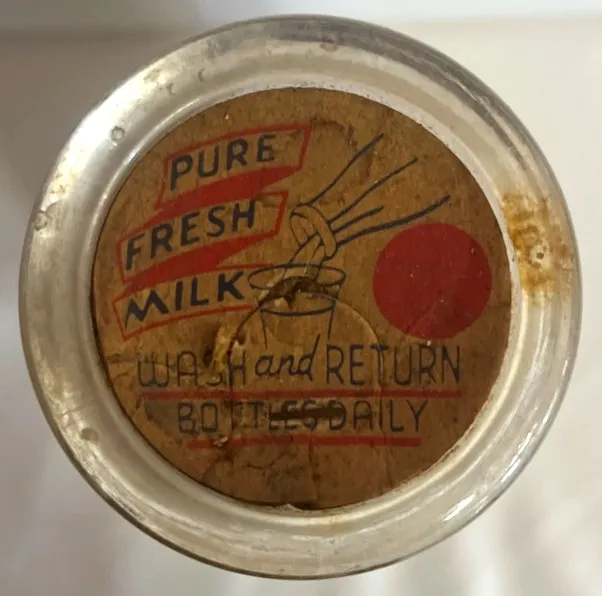 PURE
FRESH
MILK
WASH and RETURN
BOTTLES DAILY